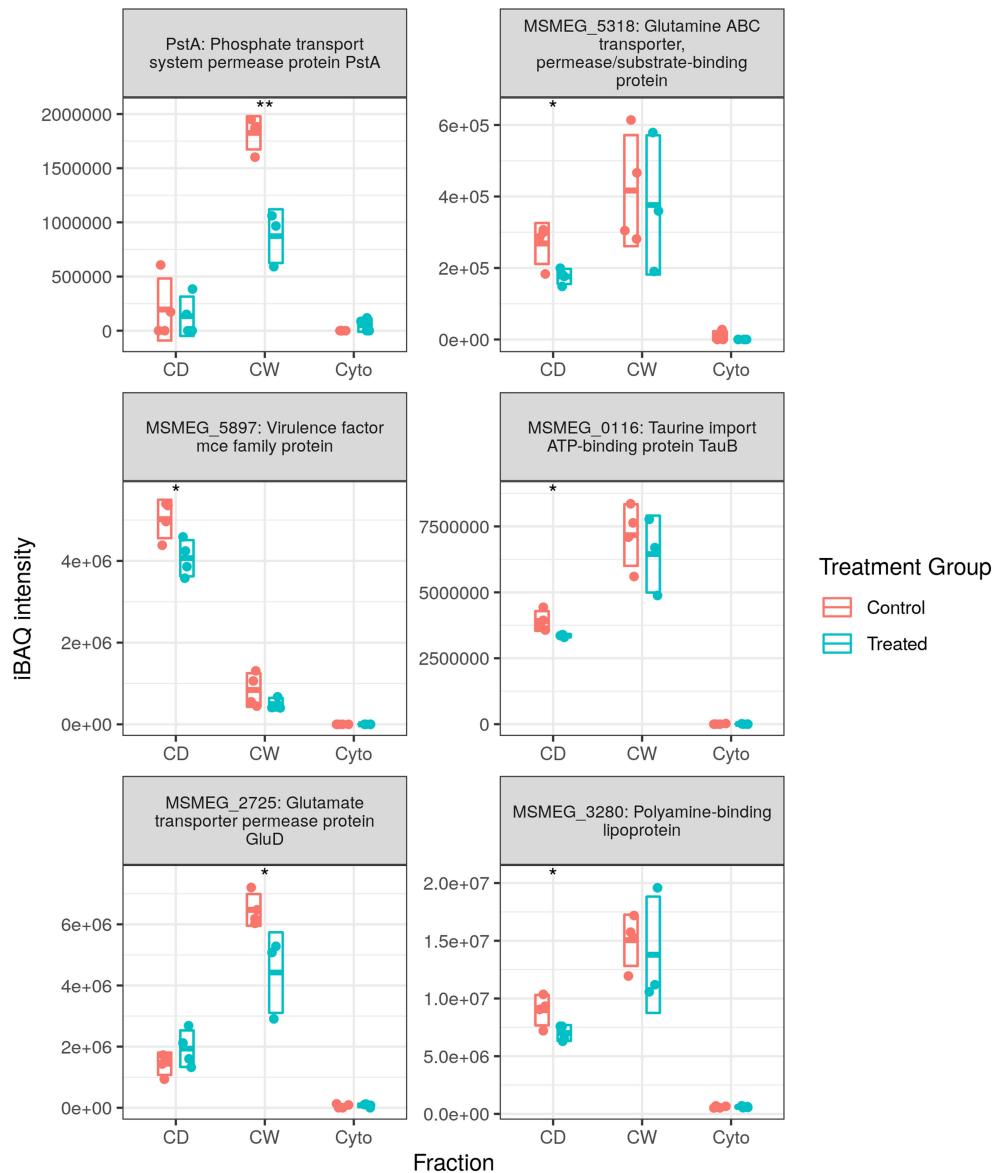 PstA: Phosphate transport
system permease protein PstA
**
2000000
1500000
1000000
500000
0
CD CW Cyto
MSMEG_5318: Glutamine ABC
transporter,
permease/substrate-binding
protein
*
6e+05
4e+05
2e+05
0e+00
CD CW Cyto
MSMEG_5897: Virulence factor
mce family protein
*
4e+06
2e+06
0e+00
CD CW Cyto
MSMEG_0116: Taurine import
ATP-binding protein TauB
*
7500000
5000000
2500000
0
CD CW Cyto
MSMEG_2725: Glutamate
transporter permease protein
GluD
*
6e+06
4e+06
2e+06
0e+00
CD CW Cyto
MSMEG_3280: Polyamine-binding
lipoprotein
*
2.0e+07
1.5e+07
1.0e+07
5.0e+06
0.0e+00
CD CW Cyto
iBAQ intensity
Fraction
Treatment Group
Control
Treated